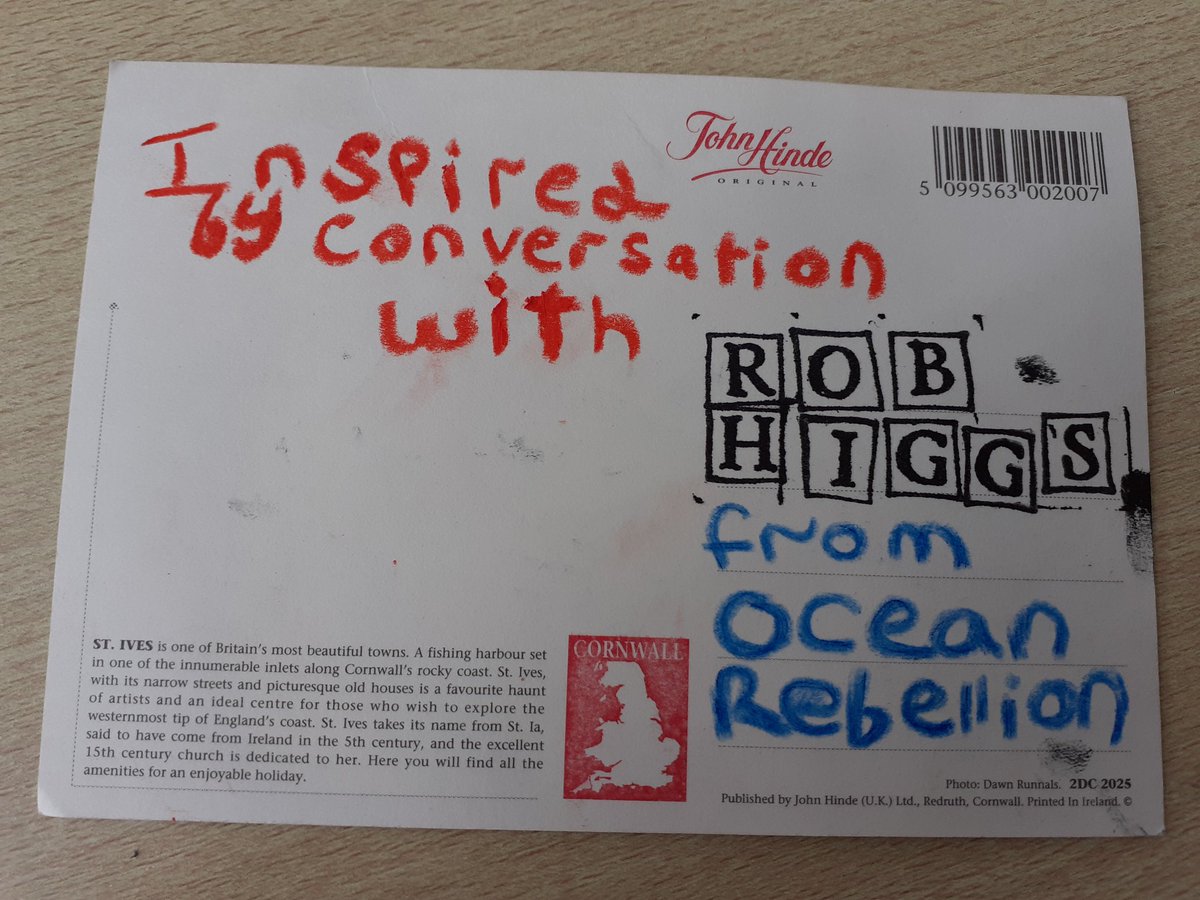 Inspired
by conversation
with
John Hinde
ORIGINAL
5 099563 002007
ROB
HIGGS
from
Ocean
Rebellion
ST. IVES is one of Britain's most beautiful towns. A fishing harbour set
in one of the innumerable inlets along Cornwall's rocky coast. St. Ives,
with its narrow streets and picturesque old houses is a favourite haunt
of artists and an ideal centre for those who wish to explore the
westernmost tip of England's coast. St. Ives takes its name from St. Ia,
said to have come from Ireland in the 5th century, and the excellent
15th century church is dedicated to her. Here you will find all the
amenities for an enjoyable holiday.
CORNWALL
Photo: Dawn Runnals. 2DC 2025
Published by John Hinde (U.K.) Ltd., Redruth, Cornwall. Printed In Ireland. ©